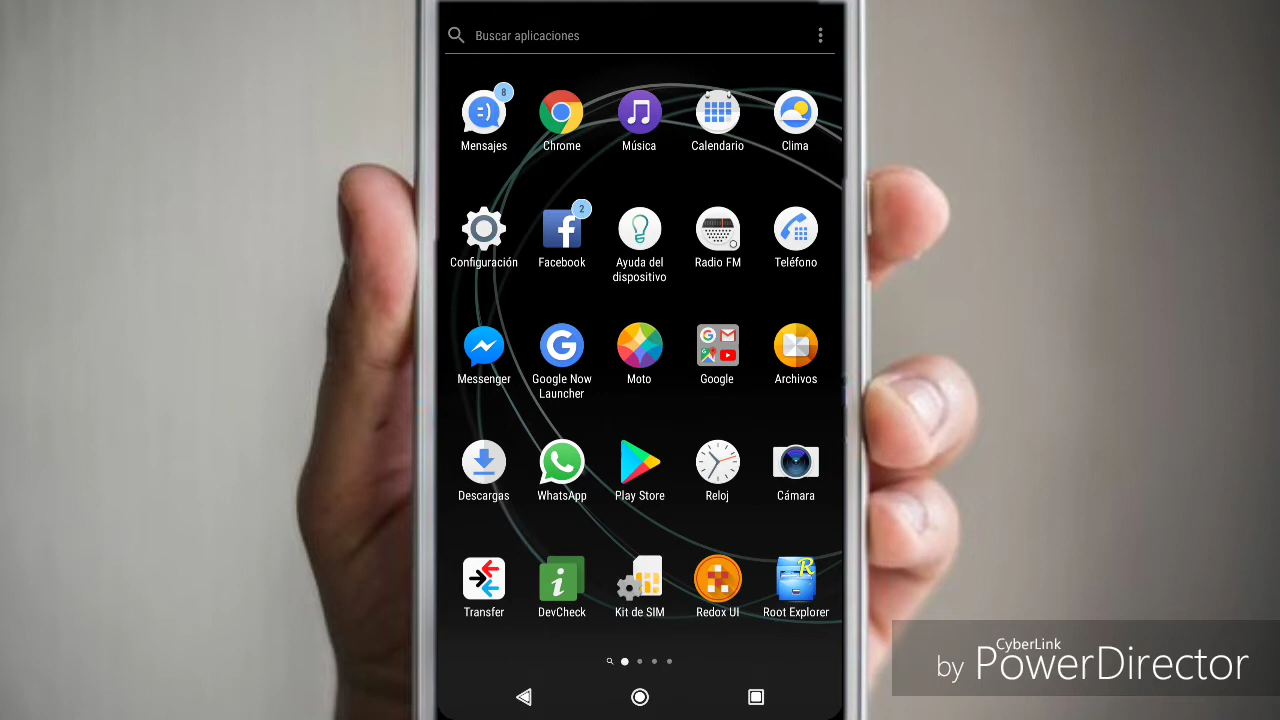 Buscar aplicaciones
8
Mensajes
Chrome
Música
Calendario
Clima
2
Configuración
Facebook
Ayuda del
dispositivo
Radio FM
Teléfono
Messenger
Google Now
Launcher
Moto
Google
Archivos
Descargas
WhatsApp
Play Store
Reloj
Cámara
Transfer
DevCheck
Kit de SIM
Redox UI
Root Explorer
CyberLink
by PowerDirector